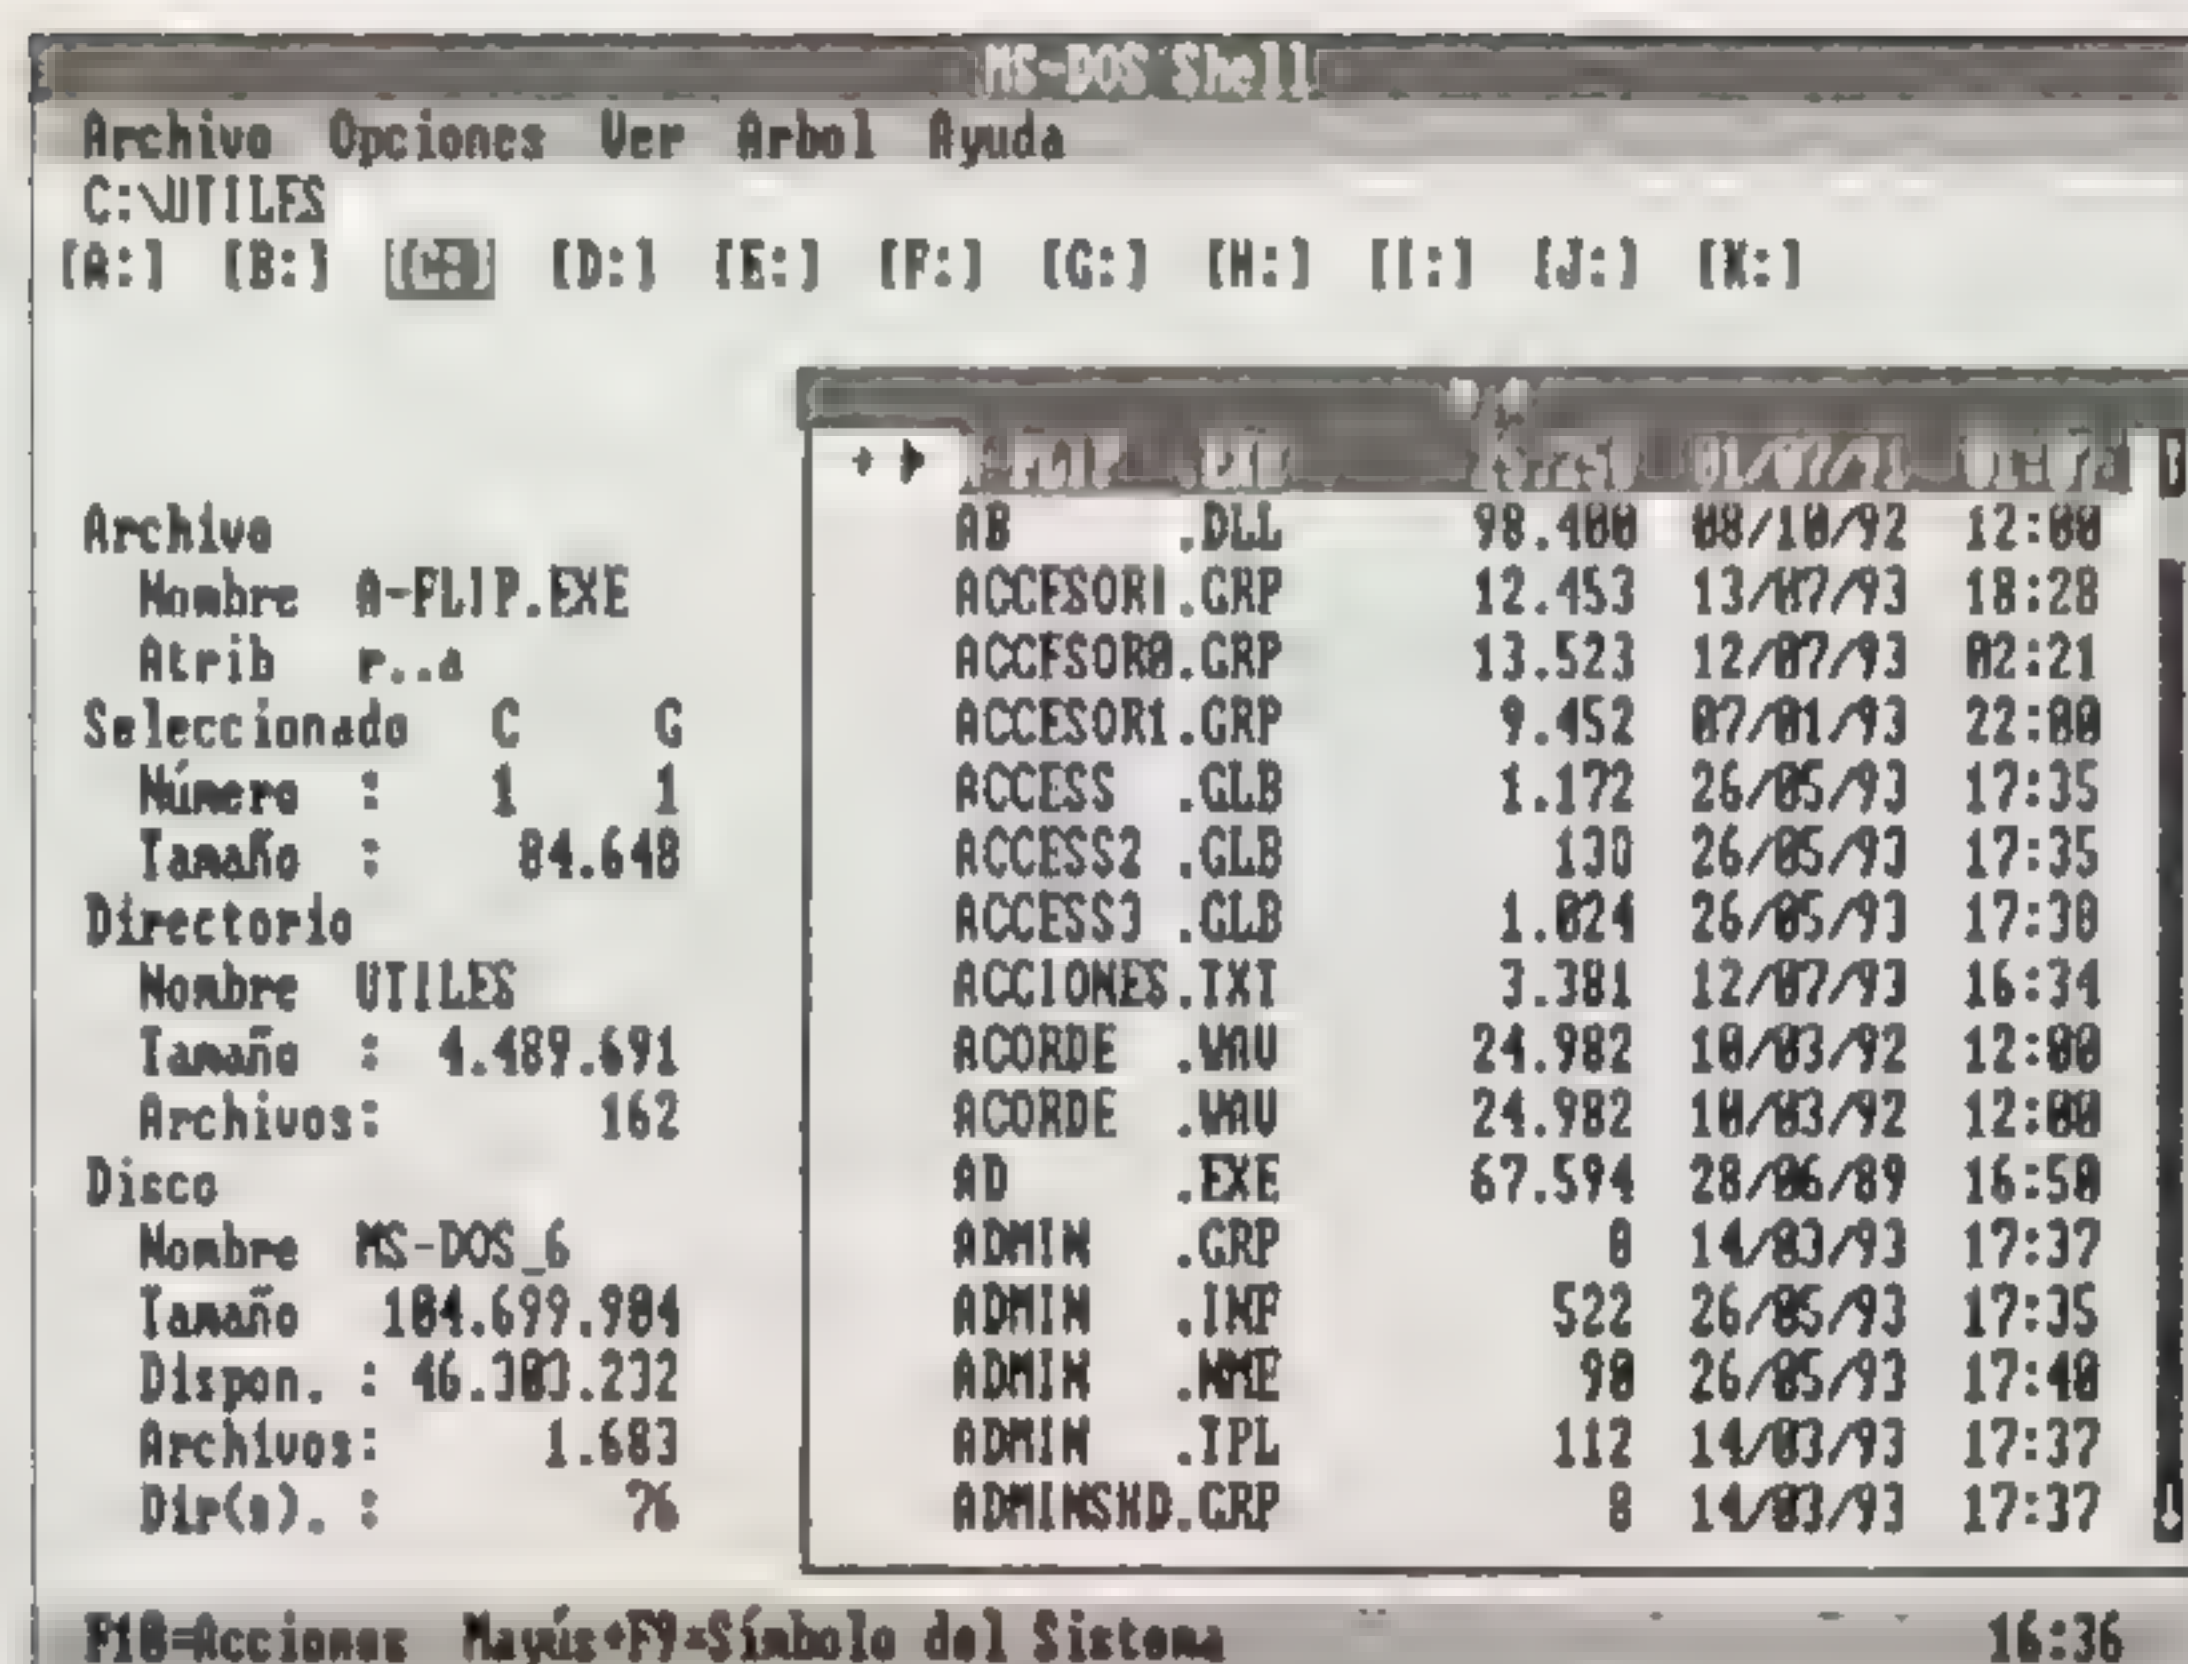 MS-DOS Shell
Archivo Opciones Ver Arbol Ayuda
C:\UTILES
[A:] [B:] [C:] [D:] [E:] [F:] [G:] [H:] [I:] [J:] [K:]
*.*
A-FLIP .EXE
AB .DLL 98.400 08/10/92 12:00
ACCESORI.GRP 12.453 13/07/93 18:28
ACCESOR0.GRP 13.523 12/07/93 02:21
ACCESOR1.GRP 9.452 07/01/93 22:00
ACCESS .GLB 1.172 26/05/93 17:35
ACCESS2 .GLB 130 26/05/93 17:35
ACCESS3 .GLB 1.024 26/05/93 17:38
ACCIONES.TXT 3.381 12/07/93 16:34
ACORDE .WAV 24.982 10/03/92 12:00
ACORDE .WAV 24.982 10/03/92 12:00
AD .EXE 67.594 28/06/89 16:50
ADMIN .GRP 8 14/03/93 17:37
ADMIN .INF 522 26/05/93 17:35
ADMIN .NME 90 26/05/93 17:40
ADMIN .TPL 112 14/03/93 17:37
ADMINSHD.GRP 8 14/03/93 17:37
Archivo
Nombre A-FLIP.EXE
Atrib r..a
Seleccionado C G
Número : 1 1
Tamaño : 84.648
Directorio
Nombre UTILES
Tamaño : 4.489.691
Archivos: 162
Disco
Nombre MS-DOS_6
Tamaño 104.699.904
Dispon. : 46.303.232
Archivos: 1.683
Dir(s). : 76
F10=Acciones Mayús+F9=Símbolo del Sistema 16:36